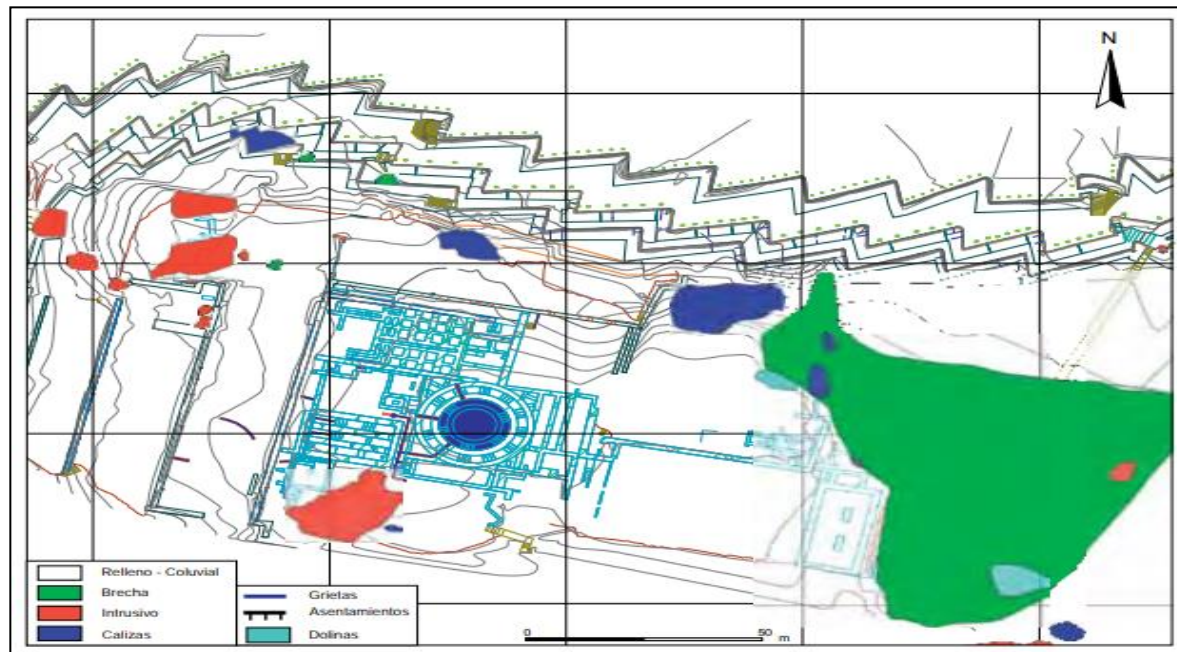 N
Relleno - Coluvial
Brecha
Intrusivo
Calizas
Grietas
Asentamientos
Dolinas
0 50 m